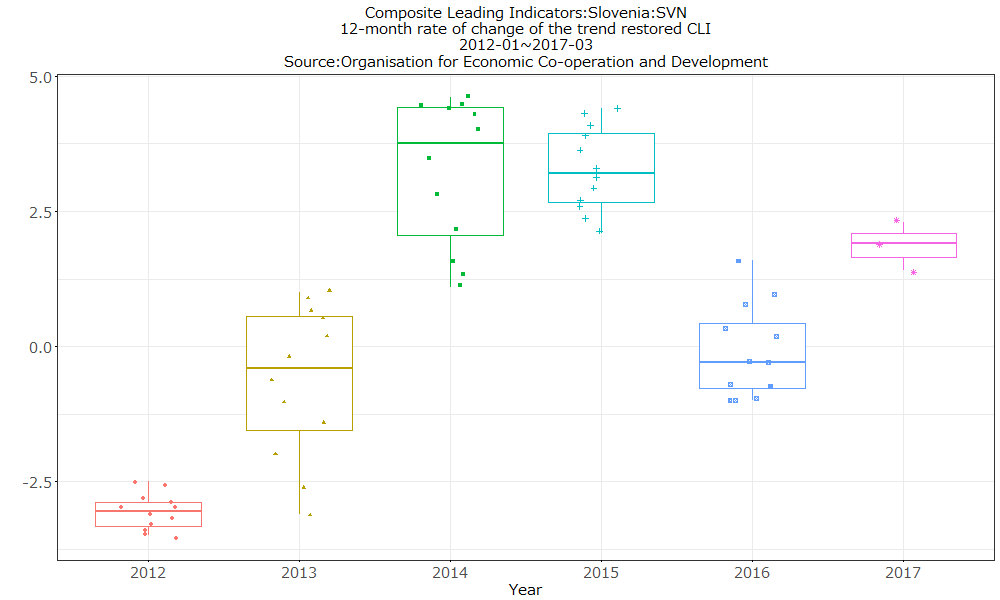 Composite Leading Indicators:Slovenia:SVN
12-month rate of change of the trend restored CLI
2012-01~2017-03
Source:Organisation for Economic Co-operation and Development
5.0
2.5
0.0
-2.5
2012 2013 2014 2015 2016 2017
Year